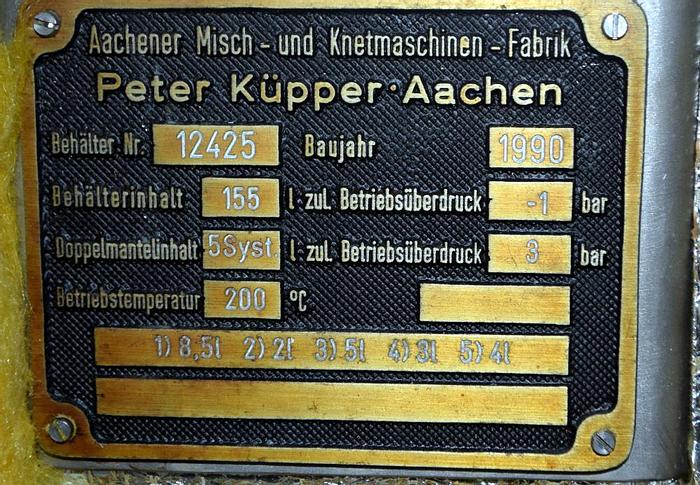 Aachener Misch - und Knetmaschinen - Fabrik
Peter Küpper · Aachen
Behälter Nr. 12425 Baujahr 1990
Behälterinhalt 155 l zul. Betriebsüberdruck -1 bar
Doppelmantelinhalt 5Syst. l zul. Betriebsüberdruck 3 bar
Betriebstemperatur 200 °C
1) 8,5l 2) 2l 3) 5l 4) 3l 5) 4l